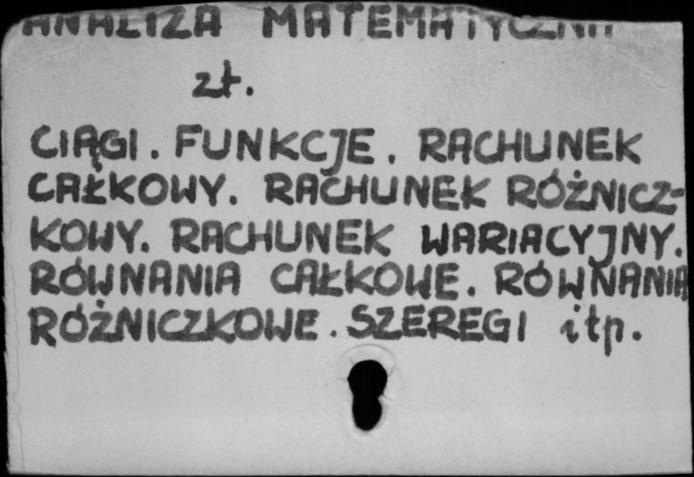 ANALIZA MATEMATYCZNA
zł.
CIĄGI. FUNKCJE. RACHUNEK
CAŁKOWY. RACHUNEK RÓŻNICZ-
KOWY. RACHUNEK WARIACYJNY.
RÓWNANIA CAŁKOWE. RÓWNANIA
RÓŻNICZKOWE. SZEREGI itp.